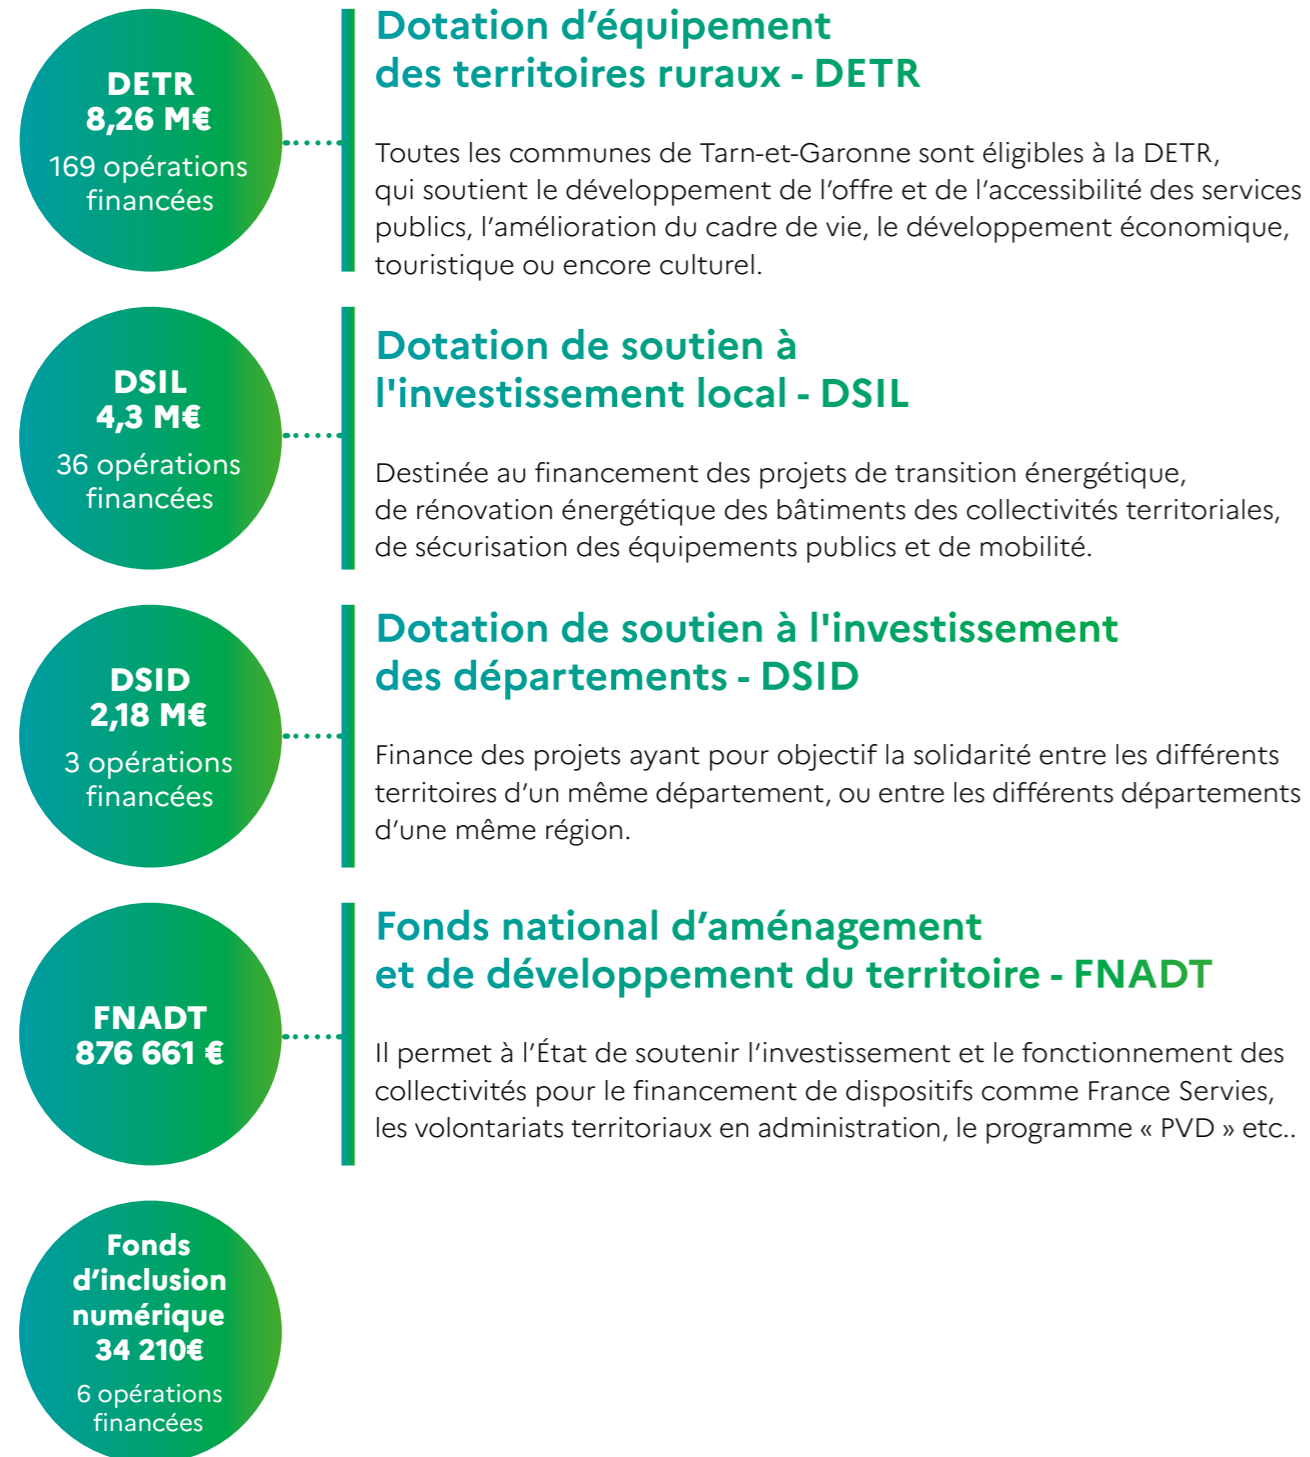 DETR
8,26 M€
169 opérations
financées
Dotation d’équipement
des territoires ruraux - DETR
Toutes les communes de Tarn-et-Garonne sont éligibles à la DETR,
qui soutient le développement de l’offre et de l’accessibilité des services
publics, l’amélioration du cadre de vie, le développement économique,
touristique ou encore culturel.
DSIL
4,3 M€
36 opérations
financées
Dotation de soutien à
l'investissement local - DSIL
Destinée au financement des projets de transition énergétique,
de rénovation énergétique des bâtiments des collectivités territoriales,
de sécurisation des équipements publics et de mobilité.
DSID
2,18 M€
3 opérations
financées
Dotation de soutien à l'investissement
des départements - DSID
Finance des projets ayant pour objectif la solidarité entre les différents
territoires d’un même département, ou entre les différents départements
d’une même région.
FNADT
876 661 €
Fonds national d’aménagement
et de développement du territoire - FNADT
Il permet à l’État de soutenir l’investissement et le fonctionnement des
collectivités pour le financement de dispositifs comme France Servies,
les volontariats territoriaux en administration, le programme « PVD » etc..
Fonds
d’inclusion
numérique
34 210€
6 opérations
financées